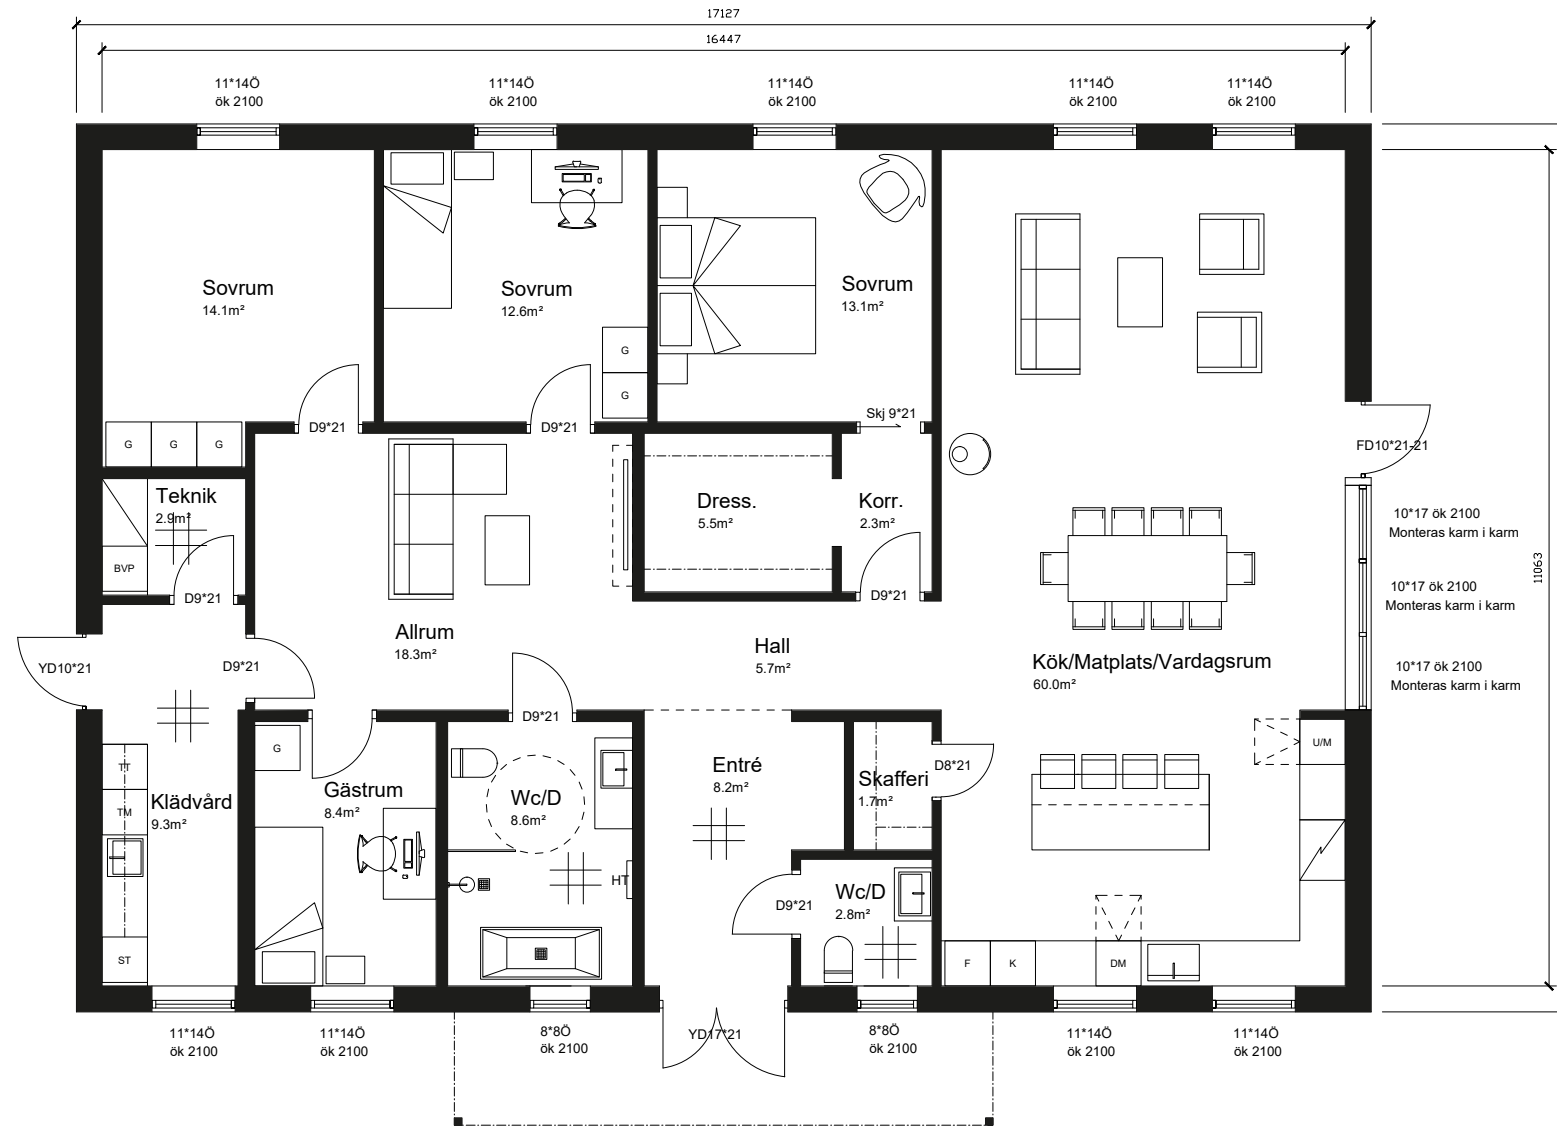 17127
16447
11*14Ö
ök 2100
11*14Ö
ök 2100
11*14Ö
ök 2100
11*14Ö
ök 2100
11*14Ö
ök 2100
Sovrum
14.1m²
Sovrum
12.6m²
Sovrum
13.1m²
G
G
G
G
G
D9*21
D9*21
Skj 9*21
FD10*21-21
Teknik
2.9m²
BVP
D9*21
Dress.
5.5m²
Korr.
2.3m²
D9*21
10*17 ök 2100
Monteras karm i karm
10*17 ök 2100
Monteras karm i karm
10*17 ök 2100
Monteras karm i karm
11063
YD10*21
D9*21
Allrum
18.3m²
Hall
5.7m²
Kök/Matplats/Vardagsrum
60.0m²
D9*21
G
TT
TM
ST
Klädvård
9.3m²
Gästrum
8.4m²
Wc/D
8.6m²
HT
Entré
8.2m²
Skafferi
1.7m²
D8*21
U/M
D9*21
Wc/D
2.8m²
F
K
DM
11*14Ö
ök 2100
11*14Ö
ök 2100
8*8Ö
ök 2100
YD17*21
8*8Ö
ök 2100
11*14Ö
ök 2100
11*14Ö
ök 2100